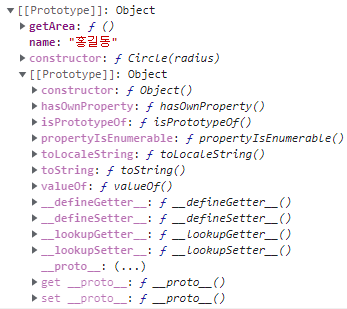 ▼ [[Prototype]]: Object
▶ getArea: ƒ ()
name: "홍길동"
▶ constructor: ƒ Circle(radius)
▼ [[Prototype]]: Object
▶ constructor: ƒ Object()
▶ hasOwnProperty: ƒ hasOwnProperty()
▶ isPrototypeOf: ƒ isPrototypeOf()
▶ propertyIsEnumerable: ƒ propertyIsEnumerable()
▶ toLocaleString: ƒ toLocaleString()
▶ toString: ƒ toString()
▶ valueOf: ƒ valueOf()
▶ __defineGetter__: ƒ __defineGetter__()
▶ __defineSetter__: ƒ __defineSetter__()
▶ __lookupGetter__: ƒ __lookupGetter__()
▶ __lookupSetter__: ƒ __lookupSetter__()
__proto__: (...)
▶ get __proto__: ƒ __proto__()
▶ set __proto__: ƒ __proto__()